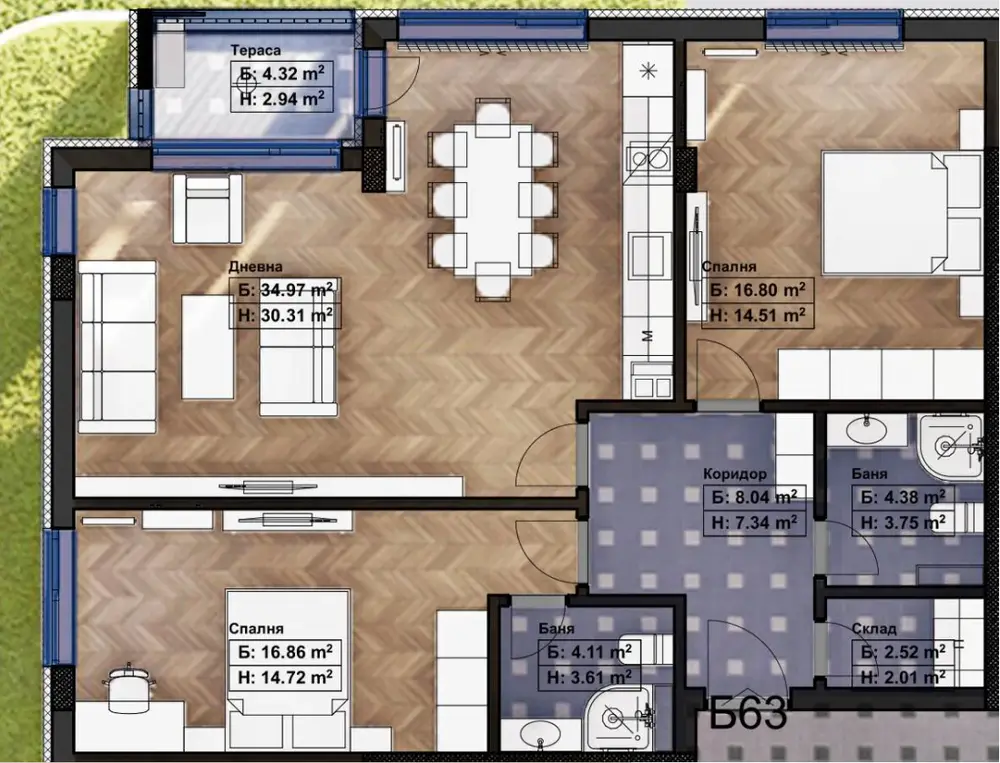 Тераса
Б: 4.32 m²
Н: 2.94 m²
Дневна
Б: 34.97 m²
Н: 30.31 m²
Спалня
Б: 16.80 m²
Н: 14.51 m²
M
Коридор
Б: 8.04 m²
Н: 7.34 m²
Баня
Б: 4.38 m²
Н: 3.75 m²
Спалня
Б: 16.86 m²
Н: 14.72 m²
Баня
Б: 4.11 m²
Н: 3.61 m²
Склад
Б: 2.52 m²
Н: 2.01 m²
Б63